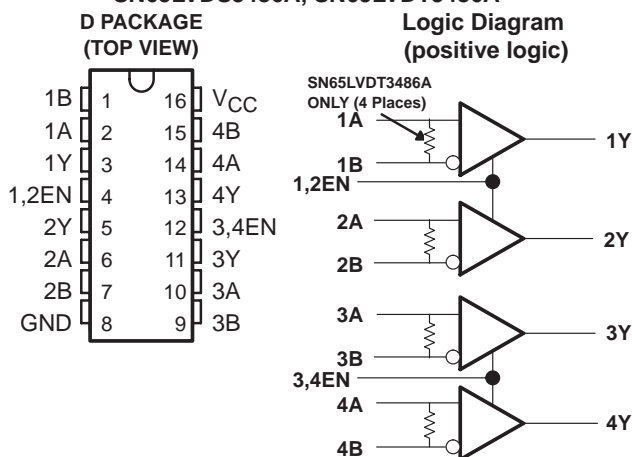 D PACKAGE
(TOP VIEW)
1B 1 16 VCC
1A 2 15 4B
1Y 3 14 4A
1,2EN 4 13 4Y
2Y 5 12 3,4EN
2A 6 11 3Y
2B 7 10 3A
GND 8 9 3B
Logic Diagram
(positive logic)
SN65LVDT3486A
ONLY (4 Places)
1A
1Y
1B
1,2EN
2A
2Y
2B
3A
3Y
3B
3,4EN
4A
4Y
4B